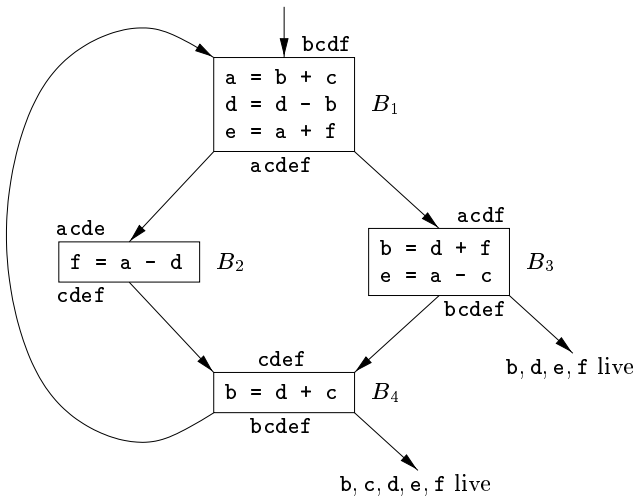 bcdf
a = b + c
d = d - b
e = a + f
B1
acdef
acde
f = a - d
B2
cdef
acdf
b = d + f
e = a - c
B3
bcdef
b, d, e, f live
cdef
b = d + c
B4
bcdef
b, c, d, e, f live